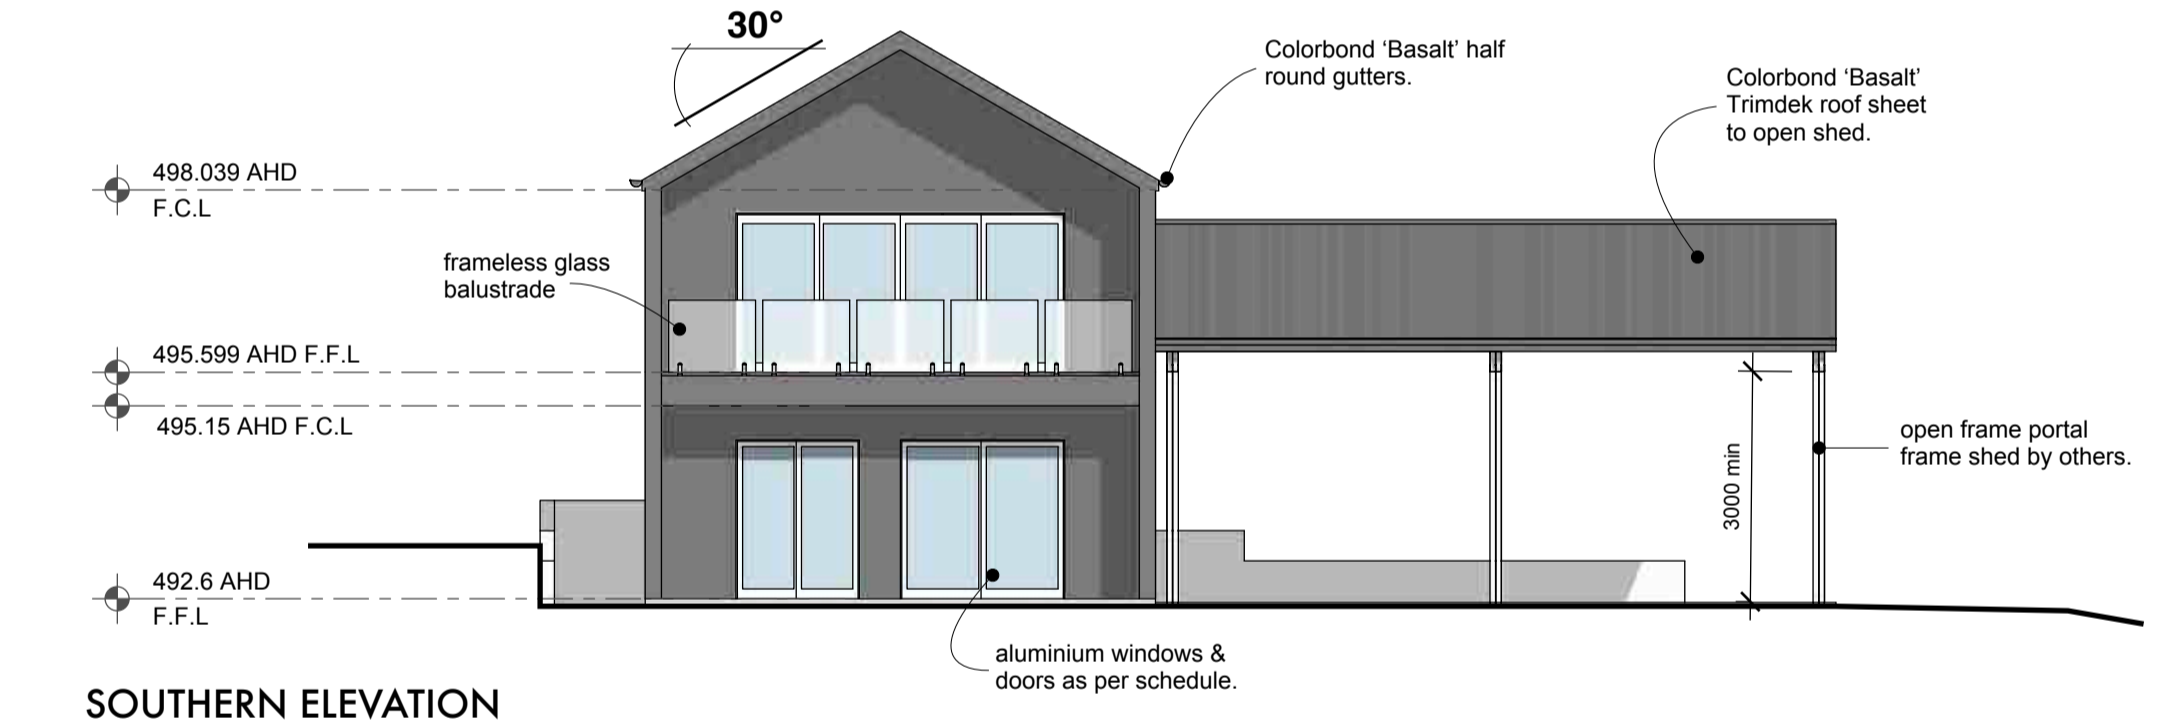 30°
Colorbond ‘Basalt’ half
round gutters.
Colorbond ‘Basalt’
Trimdek roof sheet
to open shed.
498.039 AHD
F.C.L
frameless glass
balustrade
495.599 AHD F.F.L
495.15 AHD F.C.L
open frame portal
frame shed by others.
3000 min
492.6 AHD
F.F.L
aluminium windows &
doors as per schedule.
SOUTHERN ELEVATION